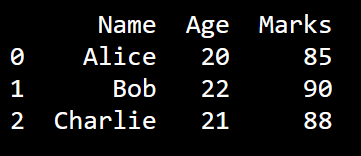 Name Age Marks
0 Alice 20 85
1 Bob 22 90
2 Charlie 21 88